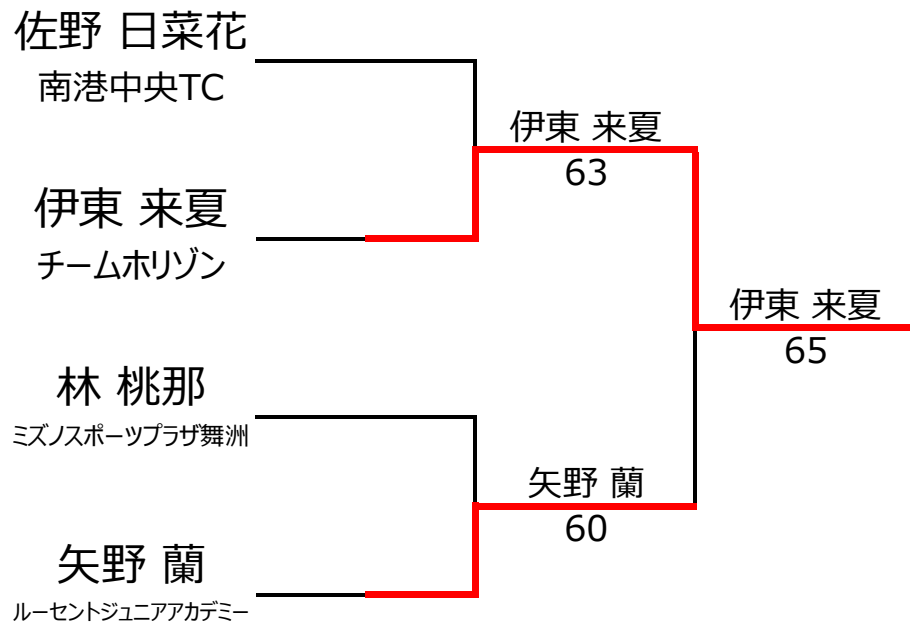 佐野 日菜花
南港中央TC
伊東 来夏
63
伊東 来夏
チームホリゾン
伊東 来夏
65
林 桃那
ミズノスポーツプラザ舞洲
矢野 蘭
60
矢野 蘭
ルーセントジュニアアカデミー